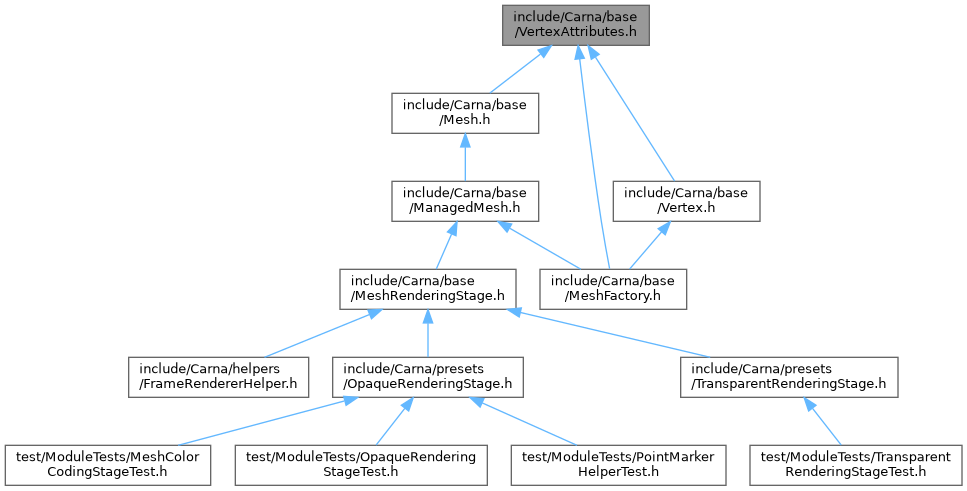 include/Carna/base
/VertexAttributes.h
include/Carna/base
/Mesh.h
include/Carna/base
/ManagedMesh.h
include/Carna/base
/Vertex.h
include/Carna/base
/MeshRenderingStage.h
include/Carna/base
/MeshFactory.h
include/Carna/helpers
/FrameRendererHelper.h
include/Carna/presets
/OpaqueRenderingStage.h
include/Carna/presets
/TransparentRenderingStage.h
test/ModuleTests/MeshColor
CodingStageTest.h
test/ModuleTests/OpaqueRendering
StageTest.h
test/ModuleTests/PointMarker
HelperTest.h
test/ModuleTests/Transparent
RenderingStageTest.h